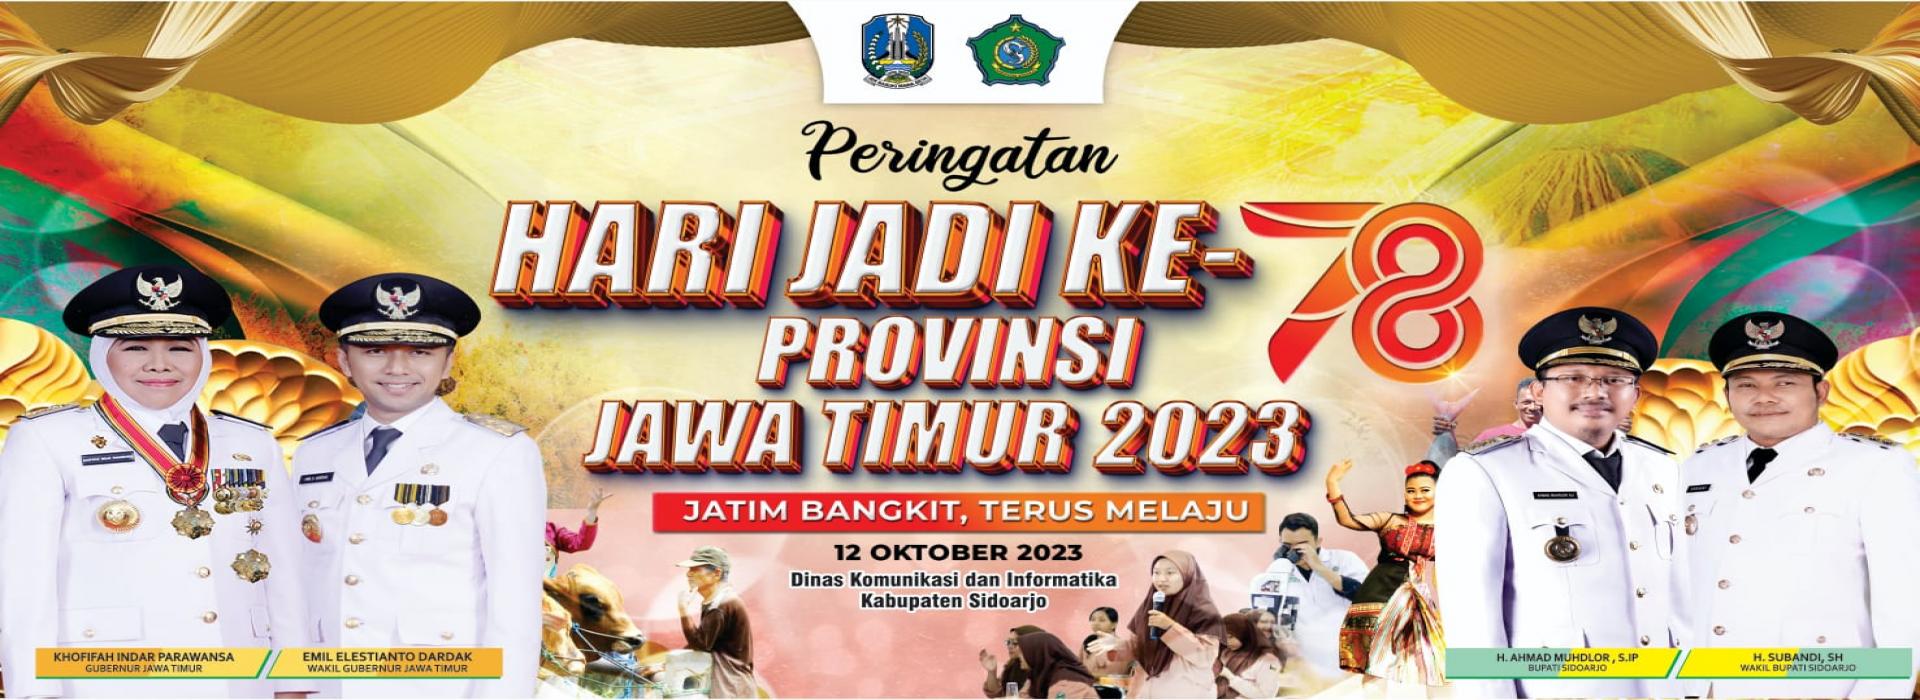 Peringatan
HARI JADI KE-78
PROVINSI
JAWA TIMUR 2023
JATIM BANGKIT, TERUS MELAJU
12 OKTOBER 2023
Dinas Komunikasi dan Informatika
Kabupaten Sidoarjo
KHOFIFAH INDAR PARAWANSA
GUBERNUR JAWA TIMUR
EMIL ELESTIANTO DARDAK
WAKIL GUBERNUR JAWA TIMUR
H. AHMAD MUHDLOR , S.IP
BUPATI SIDOARJO
H. SUBANDI, SH
WAKIL BUPATI SIDOARJO